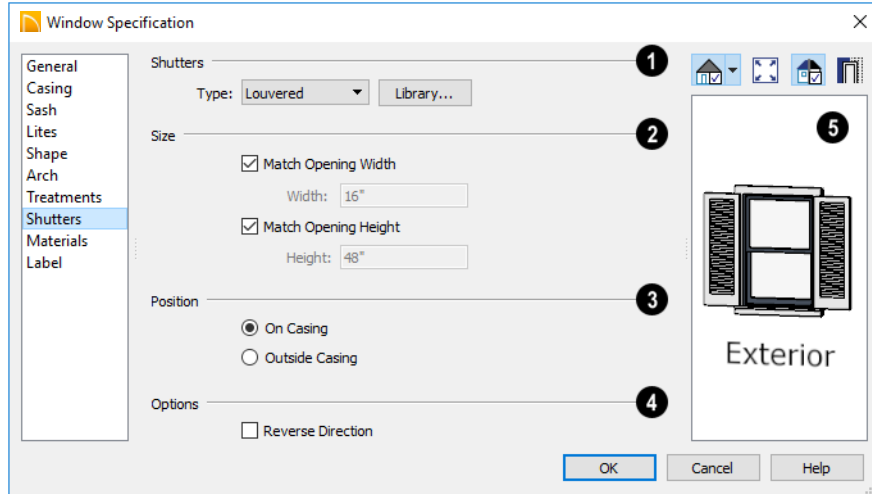 Window Specification
General
Casing
Sash
Lites
Shape
Arch
Treatments
Shutters
Materials
Label
Shutters 1
Type: Louvered Library...
Size 2
Match Opening Width
Width: 16"
Match Opening Height
Height: 48"
Position 3
On Casing
Outside Casing
Options 4
Reverse Direction
5
Exterior
OK Cancel Help